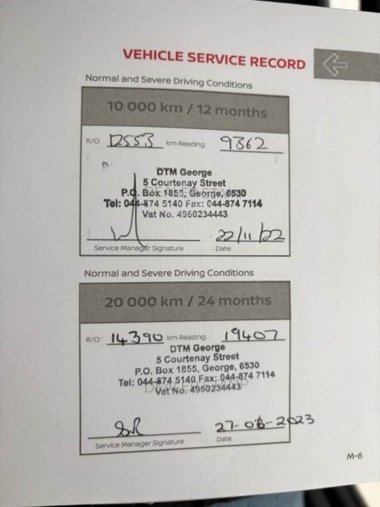 VEHICLE SERVICE RECORD
Normal and Severe Driving Conditions
10 000 km / 12 months
R/O 12553 km Reading 9362
DTM George
5 Courtenay Street
P.O. Box 1855, George, 6530
Tel: 044-874 5140 Fax: 044-874 7114
Vat No. 4960234443
22/11/22
Service Manager Signature Date
Normal and Severe Driving Conditions
20 000 km / 24 months
R/O 14390 km Reading 19407
DTM George
5 Courtenay Street
P.O. Box 1855, George, 6530
Tel: 044-874 5140 Fax: 044-874 7114
Vat No. 4960234443
27-06-2023
Service Manager Signature Date
M-6